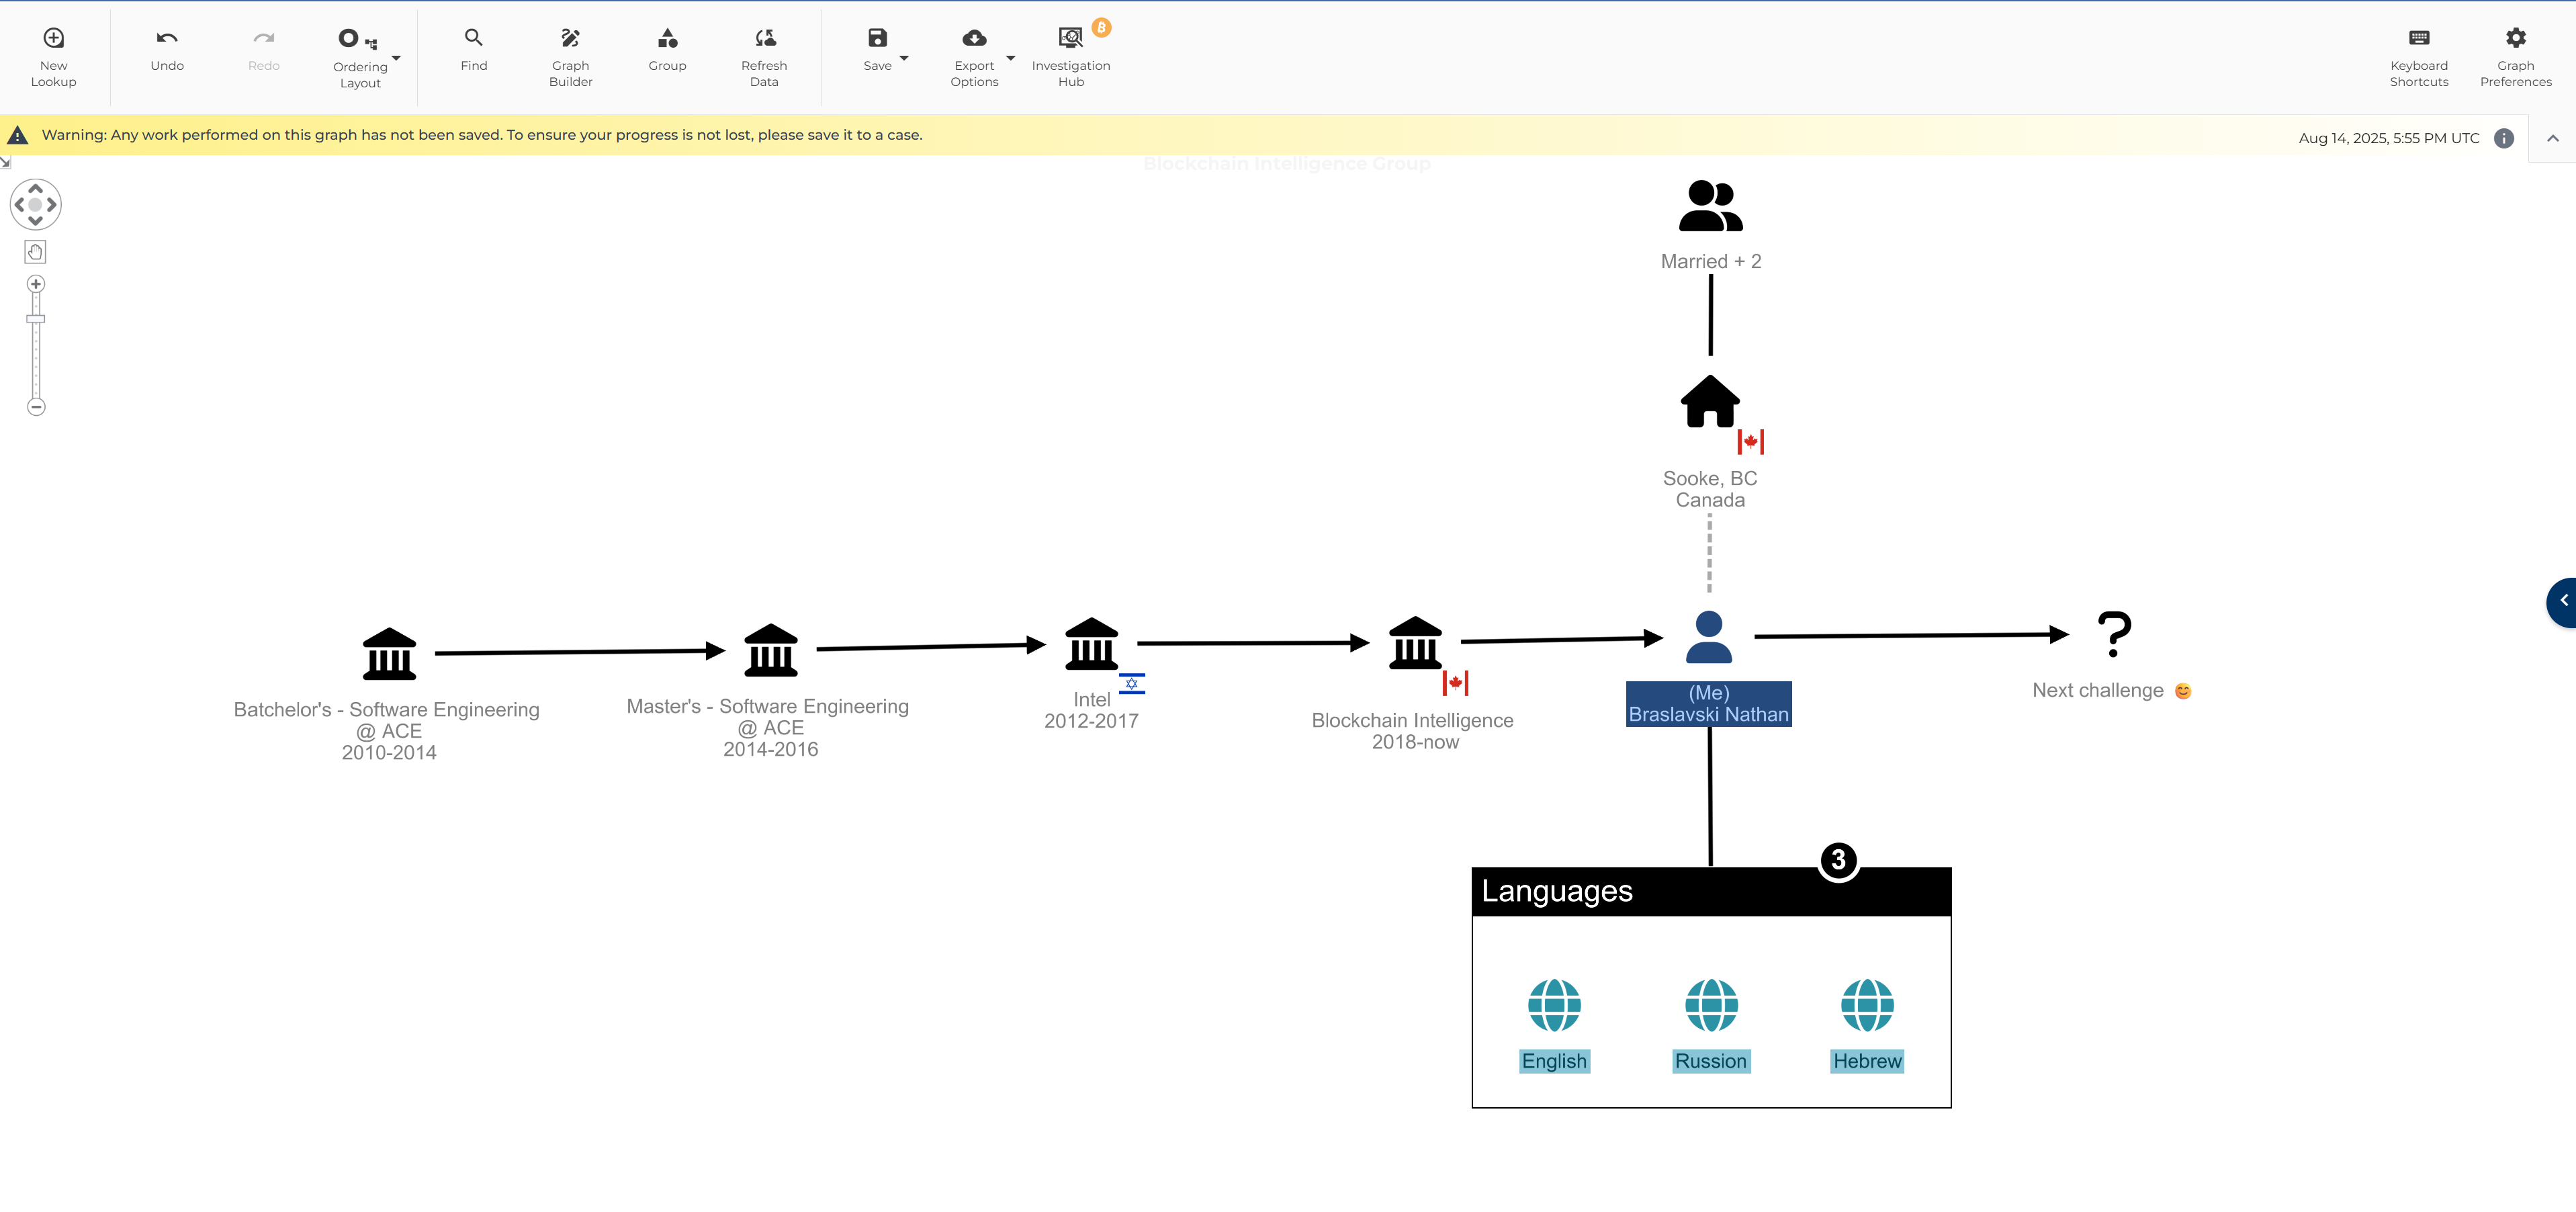 New
Lookup
Undo
Redo
Ordering
Layout
Find
Graph
Builder
Group
Refresh
Data
Save
Export
Options
Investigation
Hub
Keyboard
Shortcuts
Graph
Preferences
Warning: Any work performed on this graph has not been saved. To ensure your progress is not lost, please save it to a case.
Aug 14, 2025, 5:55 PM UTC
Blockchain Intelligence Group
Married + 2
Sooke, BC
Canada
Batchelor's - Software Engineering
@ ACE
2010-2014
Master's - Software Engineering
@ ACE
2014-2016
Intel
2012-2017
Blockchain Intelligence
2018-now
(Me)
Braslavski Nathan
Next challenge 😊
3
Languages
English
Russion
Hebrew